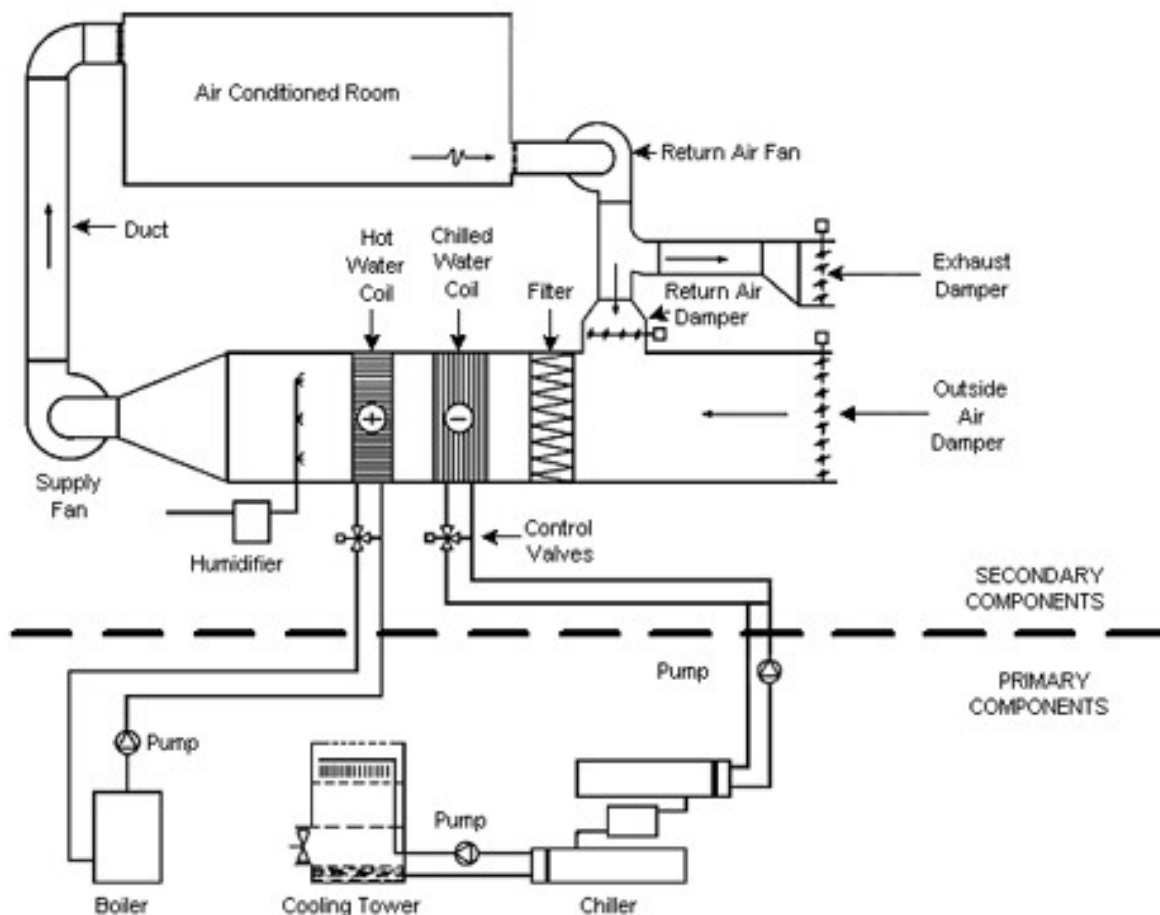 Air Conditioned Room
Return Air Fan
Duct
Hot
Water
Coil
Chilled
Water
Coil
Filter
Return Air
Damper
Exhaust
Damper
Outside
Air
Damper
Supply
Fan
Humidifier
Control
Valves
SECONDARY
COMPONENTS
Pump
PRIMARY
COMPONENTS
Pump
Pump
Boiler
Cooling Tower
Chiller